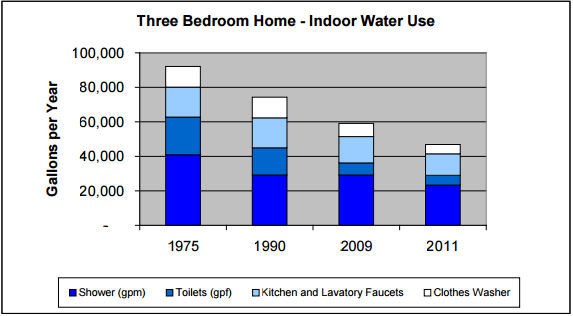 Three Bedroom Home - Indoor Water Use
Gallons per Year
100,000
80,000
60,000
40,000
20,000
-
1975 1990 2009 2011
Shower (gpm) Toilets (gpf) Kitchen and Lavatory Faucets Clothes Washer